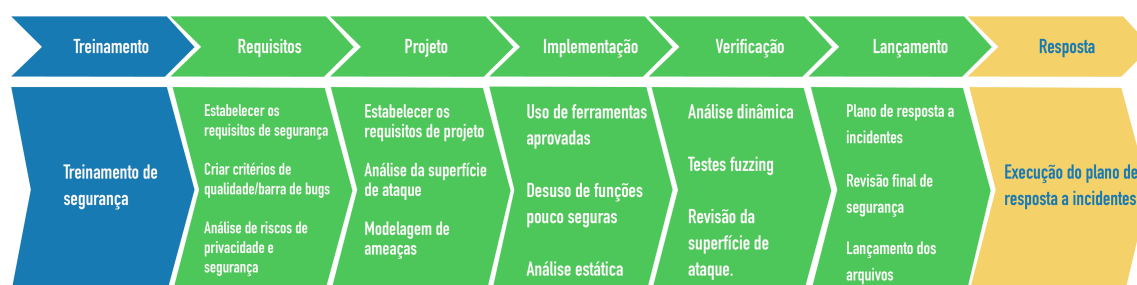 Treinamento
Requisitos
Projeto
Implementação
Verificação
Lançamento
Resposta
Treinamento de
segurança
Estabelecer os
requisitos de segurança
Criar critérios de
qualidade/barra de bugs
Análise de riscos de
privacidade e
segurança
Estabelecer os
requisitos de projeto
Análise da superfície
de ataque
Modelagem de
ameaças
Uso de ferramentas
aprovadas
Desuso de funções
pouco seguras
Análise estática
Análise dinâmica
Testes fuzzing
Revisão da
superfície de
ataque.
Plano de resposta a
incidentes
Revisão final de
segurança
Lançamento dos
arquivos
Execução do plano de
resposta a incidentes